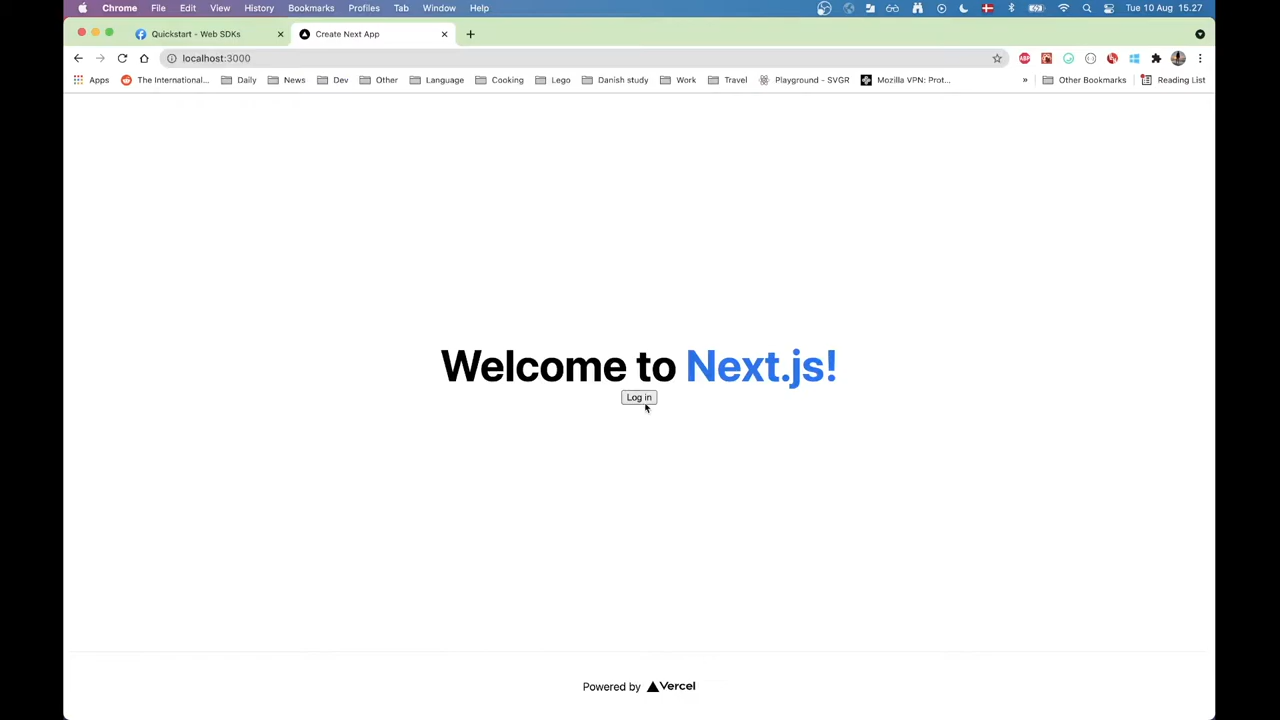 Chrome File Edit View History Bookmarks Profiles Tab Window Help Tue 10 Aug 15.27
Quickstart - Web SDKs Create Next App
localhost:3000
Apps The International... Daily News Dev Other Language Cooking Lego Danish study Work Travel Playground - SVGR Mozilla VPN: Prot... » Other Bookmarks Reading List
Welcome to Next.js!
Log in
Powered by Vercel